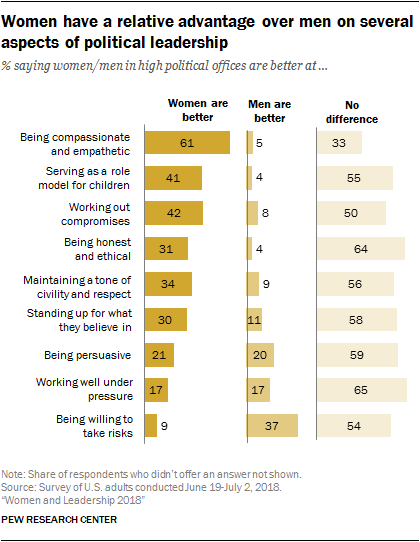 Women have a relative advantage over men on several
aspects of political leadership
% saying women/men in high political offices are better at ...
Women are better
Men are better
No difference
Being compassionate and empathetic 61 5 33
Serving as a role model for children 41 4 55
Working out compromises 42 8 50
Being honest and ethical 31 4 64
Maintaining a tone of civility and respect 34 9 56
Standing up for what they believe in 30 11 58
Being persuasive 21 20 59
Working well under pressure 17 17 65
Being willing to take risks 9 37 54
Note: Share of respondents who didn't offer an answer not shown.
Source: Survey of U.S. adults conducted June 19-July 2, 2018.
"Women and Leadership 2018"
PEW RESEARCH CENTER